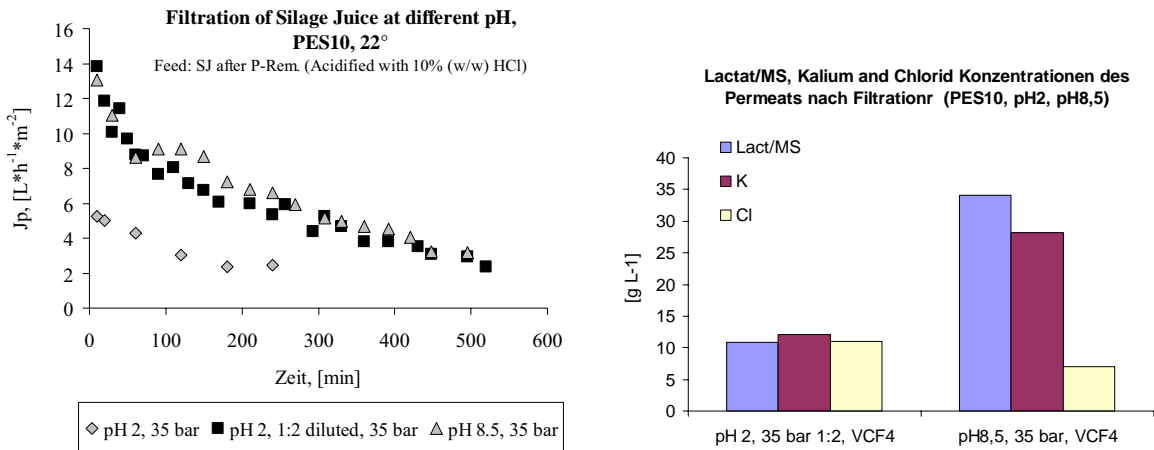 Filtration of Silage Juice at different pH,
PES10, 22°
Feed: SJ after P-Rem. (Acidified with 10% (w/w) HCl)
16
14
12
10
8
6
4
2
0
Jp, [L*h-1*m-2]
0 100 200 300 400 500 600
Zeit, [min]
pH 2, 35 bar pH 2, 1:2 diluted, 35 bar pH 8.5, 35 bar
Lactat/MS, Kalium and Chlorid Konzentrationen des
Permeats nach Filtrationr (PES10, pH2, pH8,5)
Lact/MS
K
Cl
40
35
30
25
20
15
10
5
0
[g L-1]
pH 2, 35 bar 1:2, VCF4 pH8,5, 35 bar, VCF4